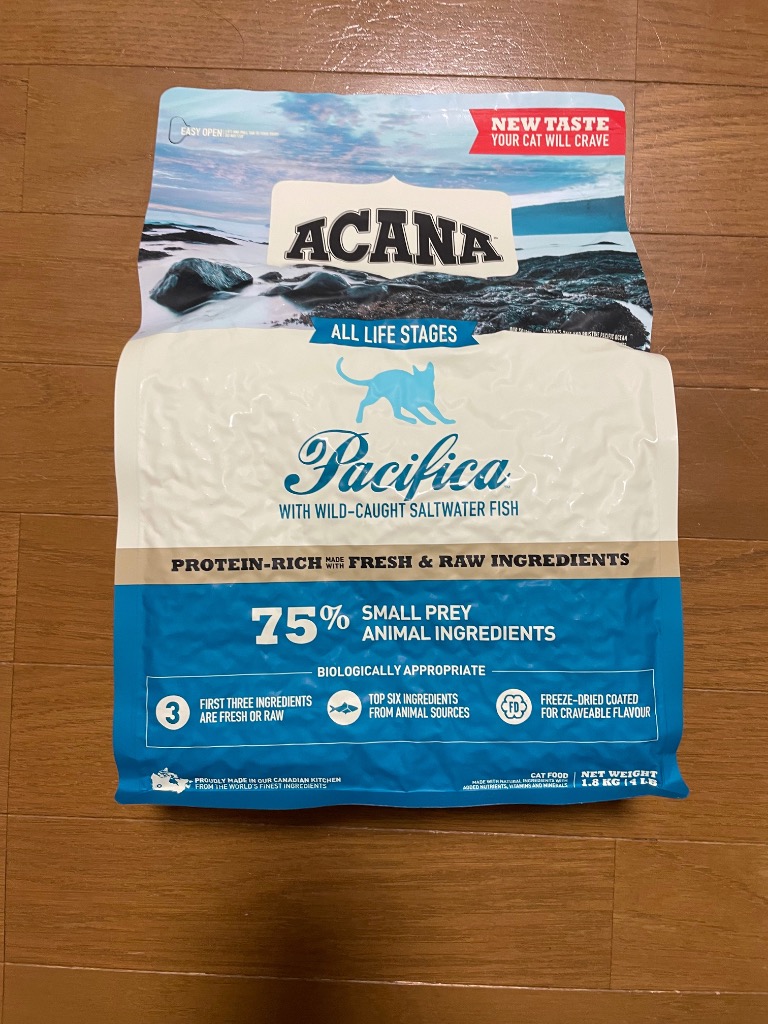 EASY OPEN
NEW TASTE
YOUR CAT WILL CRAVE
ACANA
ALL LIFE STAGES
Pacifica
WITH WILD-CAUGHT SALTWATER FISH
PROTEIN-RICH MADE WITH FRESH & RAW INGREDIENTS
75% SMALL PREY
ANIMAL INGREDIENTS
BIOLOGICALLY APPROPRIATE
3
FIRST THREE INGREDIENTS
ARE FRESH OR RAW
TOP SIX INGREDIENTS
FROM ANIMAL SOURCES
FD
FREEZE-DRIED COATED
FOR CRAVEABLE FLAVOUR
PROUDLY MADE IN OUR CANADIAN KITCHEN
FROM THE WORLD'S FINEST INGREDIENTS
CAT FOOD
MADE WITH NATURAL INGREDIENTS WITH
ADDED NUTRIENTS, VITAMINS AND MINERALS
NET WEIGHT
1.8 KG | 4 LB